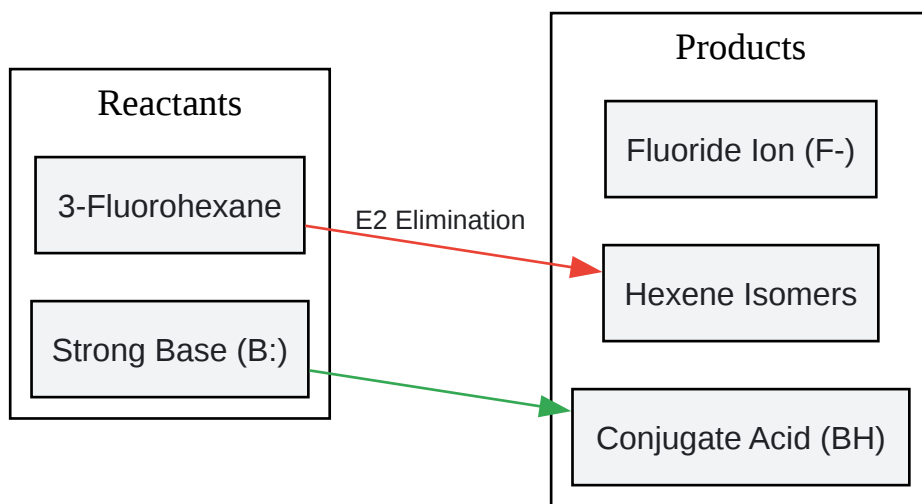 Reactants
3-Fluorohexane
Strong Base (B:)
E2 Elimination
Products
Fluoride Ion (F-)
Hexene Isomers
Conjugate Acid (BH)